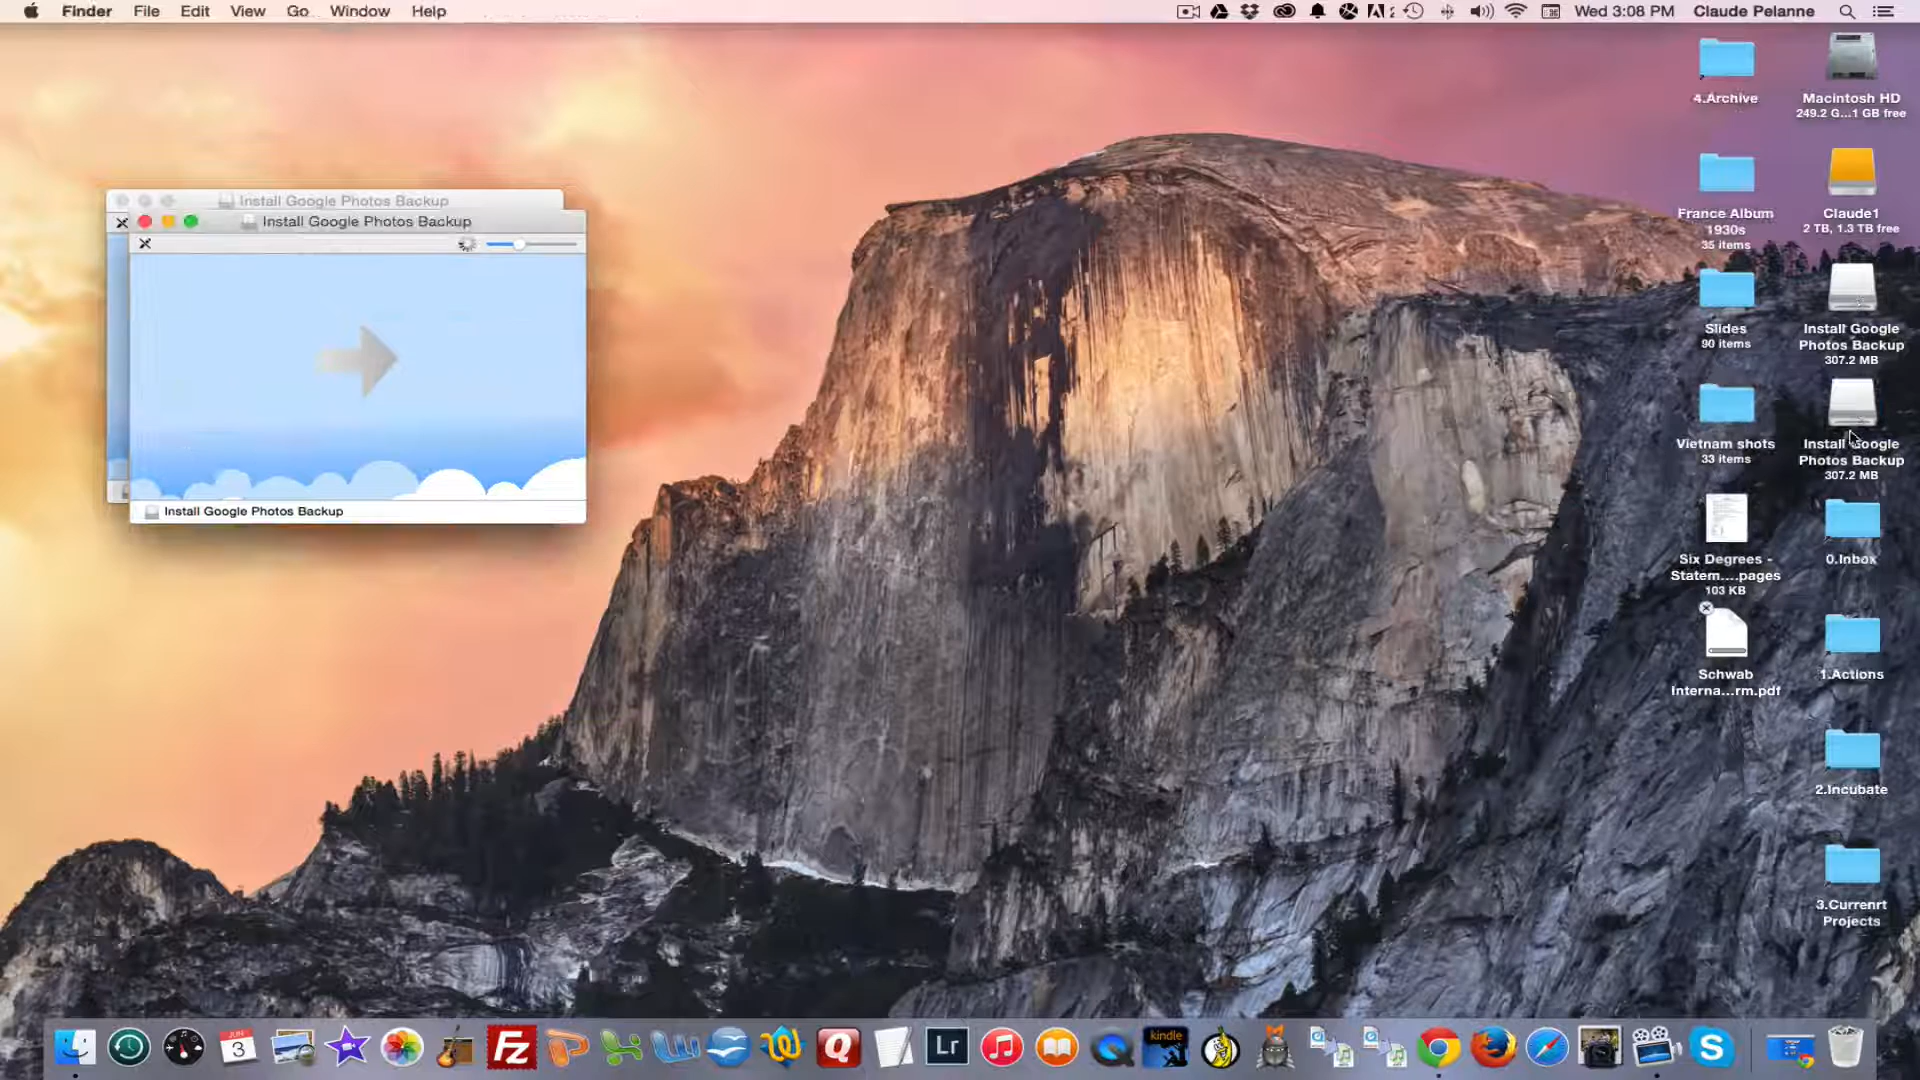 Finder File Edit View Go Window Help
2 Wed 3:08 PM Claude Pelanne
4.Archive
Macintosh HD
249.2 G...1 GB free
France Album
1930s
35 items
Claude1
2 TB, 1.3 TB free
Slides
90 items
Install Google
Photos Backup
307.2 MB
Vietnam shots
33 items
Install Google
Photos Backup
307.2 MB
Six Degrees -
Statem....pages
103 KB
0.Inbox
Schwab
Interna...rm.pdf
1.Actions
2.Incubate
3.Currenrt
Projects
Install Google Photos Backup
Install Google Photos Backup
Install Google Photos Backup
JUN
3
Fz
Q
Lr
kindle
S